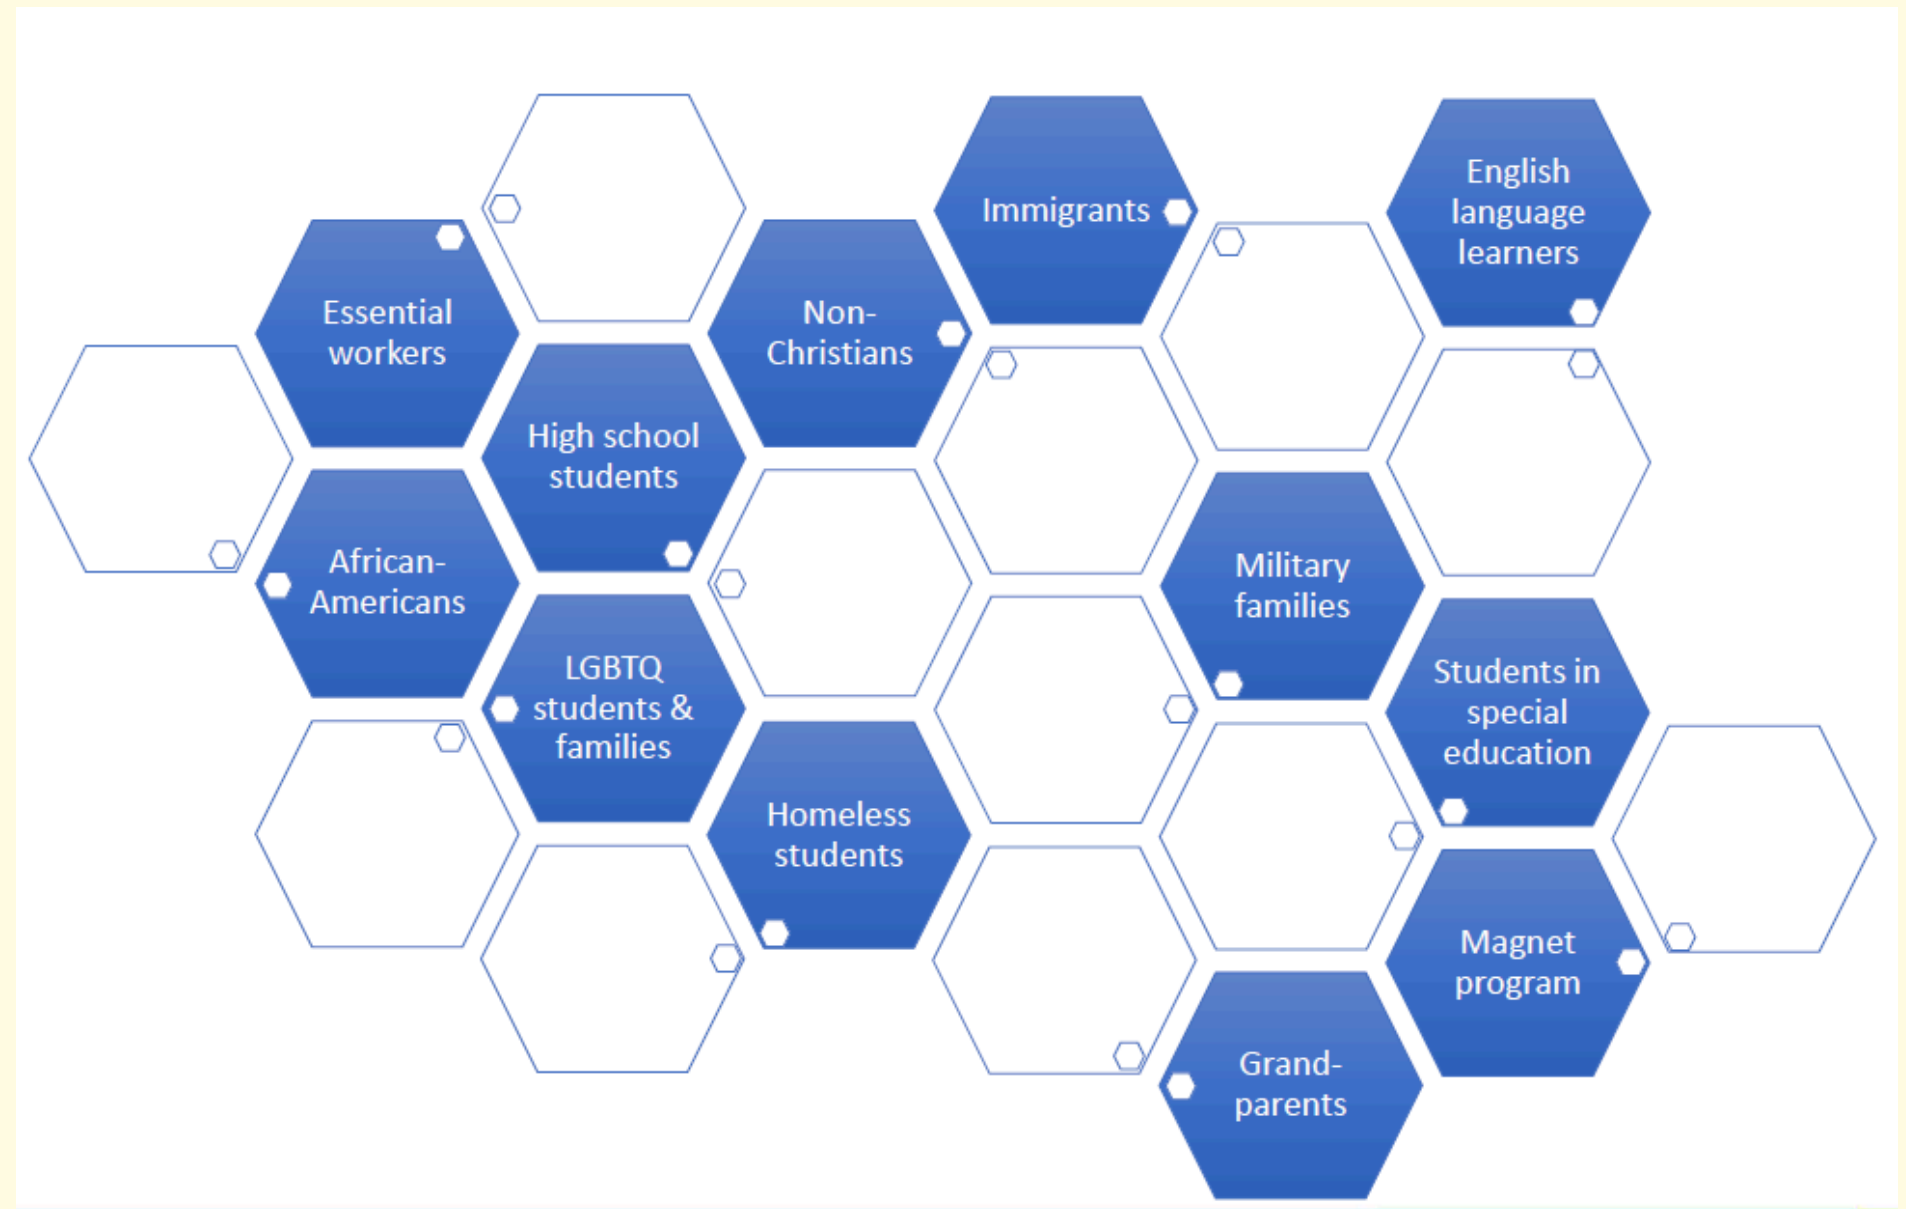 Immigrants
English
language
learners
Essential
workers
Non-
Christians
High school
students
African-
Americans
Military
families
LGBTQ
students &
families
Students in
special
education
Homeless
students
Magnet
program
Grand-
parents